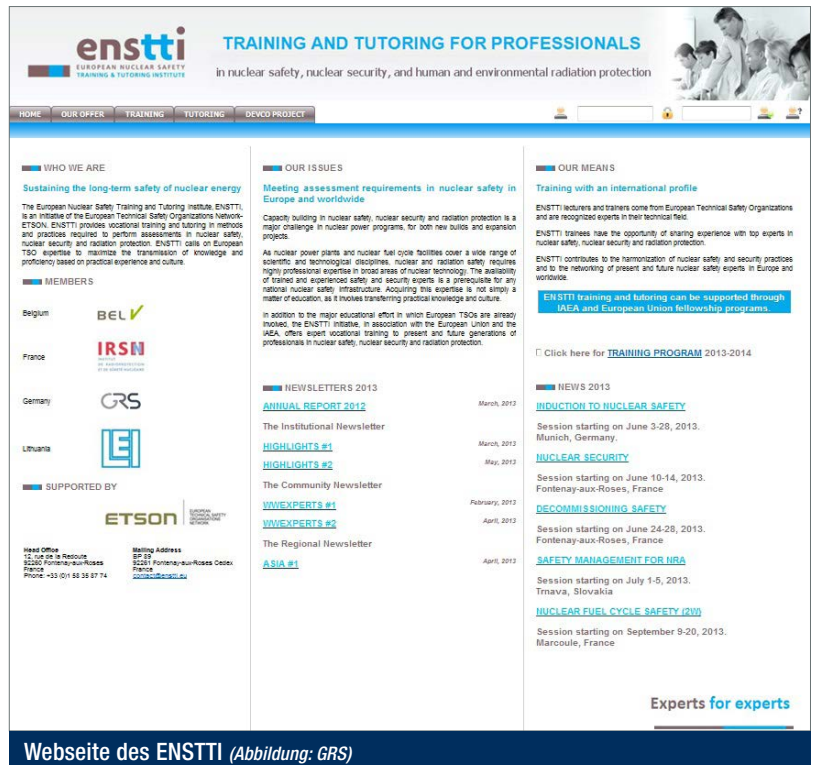 enstti
EUROPEAN NUCLEAR SAFETY
TRAINING & TUTORING INSTITUTE
TRAINING AND TUTORING FOR PROFESSIONALS
in nuclear safety, nuclear security, and human and environmental radiation protection
HOME OUR OFFER TRAINING TUTORING DEVCO PROJECT
WHO WE ARE
Sustaining the long-term safety of nuclear energy
The European Nuclear Safety Training and Tutoring Institute, ENSTTI,
is an initiative of the European Technical Safety Organizations Network-
ETSON. ENSTTI provides vocational training and tutoring in methods
and practices required to perform assessments in nuclear safety,
nuclear security and radiation protection. ENSTTI calls on European
TSO expertise to maximize the transmission of knowledge and
proficiency based on practical experience and culture.
MEMBERS
Belgium
BEL V
France
IRSN
INSTITUT
DE RADIOPROTECTION
ET DE SÛRETÉ NUCLÉAIRE
Germany
GRS
Lithuania
LEI
SUPPORTED BY
ETSON
EUROPEAN
TECHNICAL SAFETY
ORGANISATIONS
NETWORK
Head Office
12, rue de la Redoute
92260 Fontenay-aux-Roses
France
Phone: +33 (0)1 58 35 87 74
Mailing Address
BP 89
92261 Fontenay-aux-Roses Cedex
France
contact@enstti.eu
OUR ISSUES
Meeting assessment requirements in nuclear safety in
Europe and worldwide
Capacity building in nuclear safety, nuclear security and radiation protection is a
major challenge in nuclear power programs, for both new builds and expansion
projects.
As nuclear power plants and nuclear fuel cycle facilities cover a wide range of
scientific and technological disciplines, nuclear and radiation safety requires
highly professional expertise in broad areas of nuclear technology. The availability
of trained and experienced safety and security experts is a prerequisite for any
national nuclear safety infrastructure. Acquiring this expertise is not simply a
matter of education, as it involves transferring practical knowledge and culture.
In addition to the major educational effort in which European TSOs are already
involved, the ENSTTI initiative, in association with the European Union and the
IAEA, offers expert vocational training to present and future generations of
professionals in nuclear safety, nuclear security and radiation protection.
NEWSLETTERS 2013
ANNUAL REPORT 2012 March, 2013
The Institutional Newsletter
HIGHLIGHTS #1 March, 2013
HIGHLIGHTS #2 May, 2013
The Community Newsletter
WWEXPERTS #1 February, 2013
WWEXPERTS #2 April, 2013
The Regional Newsletter
ASIA #1 April, 2013
OUR MEANS
Training with an international profile
ENSTTI lecturers and trainers come from European Technical Safety Organizations
and are recognized experts in their technical field.
ENSTTI trainees have the opportunity of sharing experience with top experts in
nuclear safety, nuclear security and radiation protection.
ENSTTI contributes to the harmonization of nuclear safety and security practices
and to the networking of present and future nuclear safety experts in Europe and
worldwide.
ENSTTI training and tutoring can be supported through
IAEA and European Union fellowship programs.
Click here for TRAINING PROGRAM 2013-2014
NEWS 2013
INDUCTION TO NUCLEAR SAFETY
Session starting on June 3-28, 2013.
Munich, Germany.
NUCLEAR SECURITY
Session starting on June 10-14, 2013.
Fontenay-aux-Roses, France
DECOMMISSIONING SAFETY
Session starting on June 24-28, 2013.
Fontenay-aux-Roses, France
SAFETY MANAGEMENT FOR NRA
Session starting on July 1-5, 2013.
Trnava, Slovakia
NUCLEAR FUEL CYCLE SAFETY (2W)
Session starting on September 9-20, 2013.
Marcoule, France
Experts for experts
Webseite des ENSTTI (Abbildung: GRS)